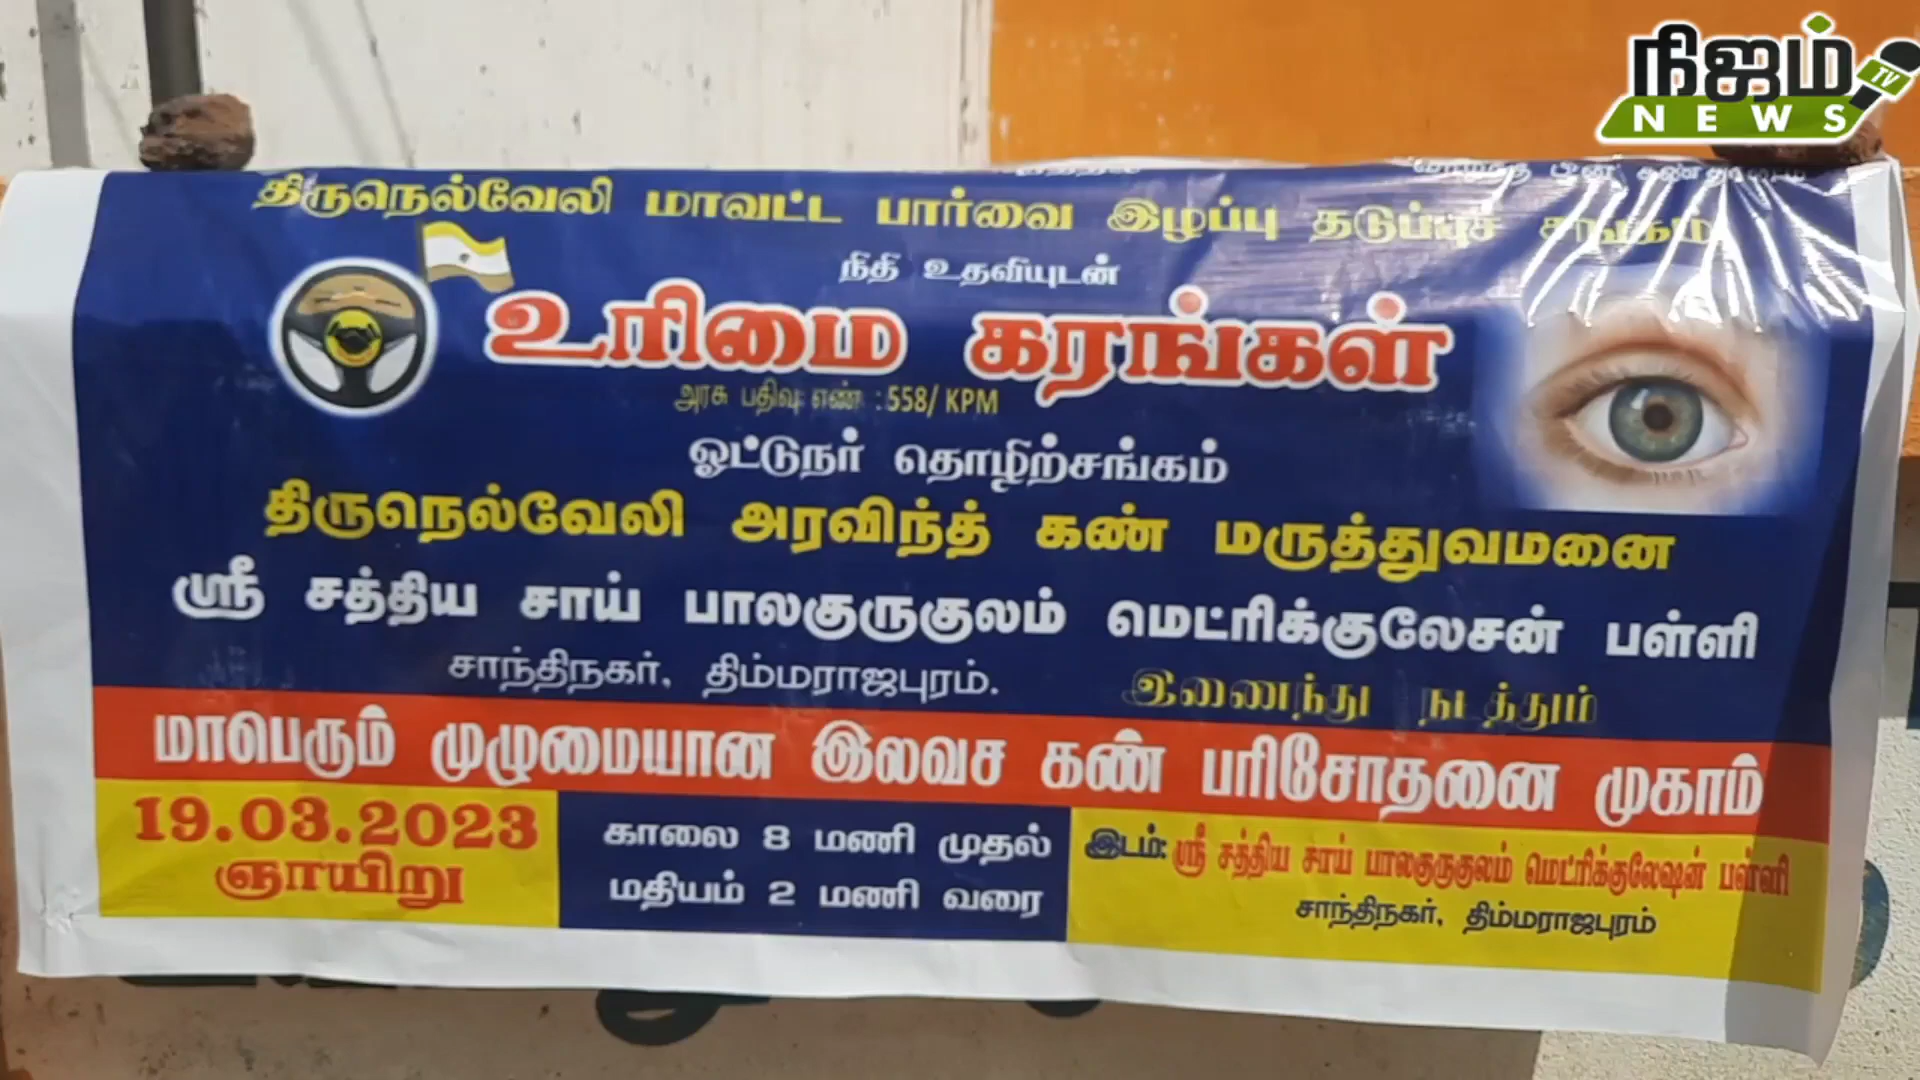 நிஜம் TV
NEWS
திருநெல்வேலி மாவட்ட பார்வை இழப்பு தடுப்புச் சங்கம்
நிதி உதவியுடன்
உரிமை கரங்கள்
அரசு பதிவு எண் : 558/ KPM
ஓட்டுநர் தொழிற்சங்கம்
திருநெல்வேலி அரவிந்த் கண் மருத்துவமனை
ஸ்ரீ சத்திய சாய் பாலகுருகுலம் மெட்ரிக்குலேசன் பள்ளி
சாந்திநகர், திம்மராஜபுரம்.
இணைந்து நடத்தும்
மாபெரும் முழுமையான இலவச கண் பரிசோதனை முகாம்
19.03.2023
ஞாயிறு
காலை 8 மணி முதல்
மதியம் 2 மணி வரை
இடம்: ஸ்ரீ சத்திய சாய் பாலகுருகுலம் மெட்ரிக்குலேஷன் பள்ளி
சாந்திநகர், திம்மராஜபுரம்